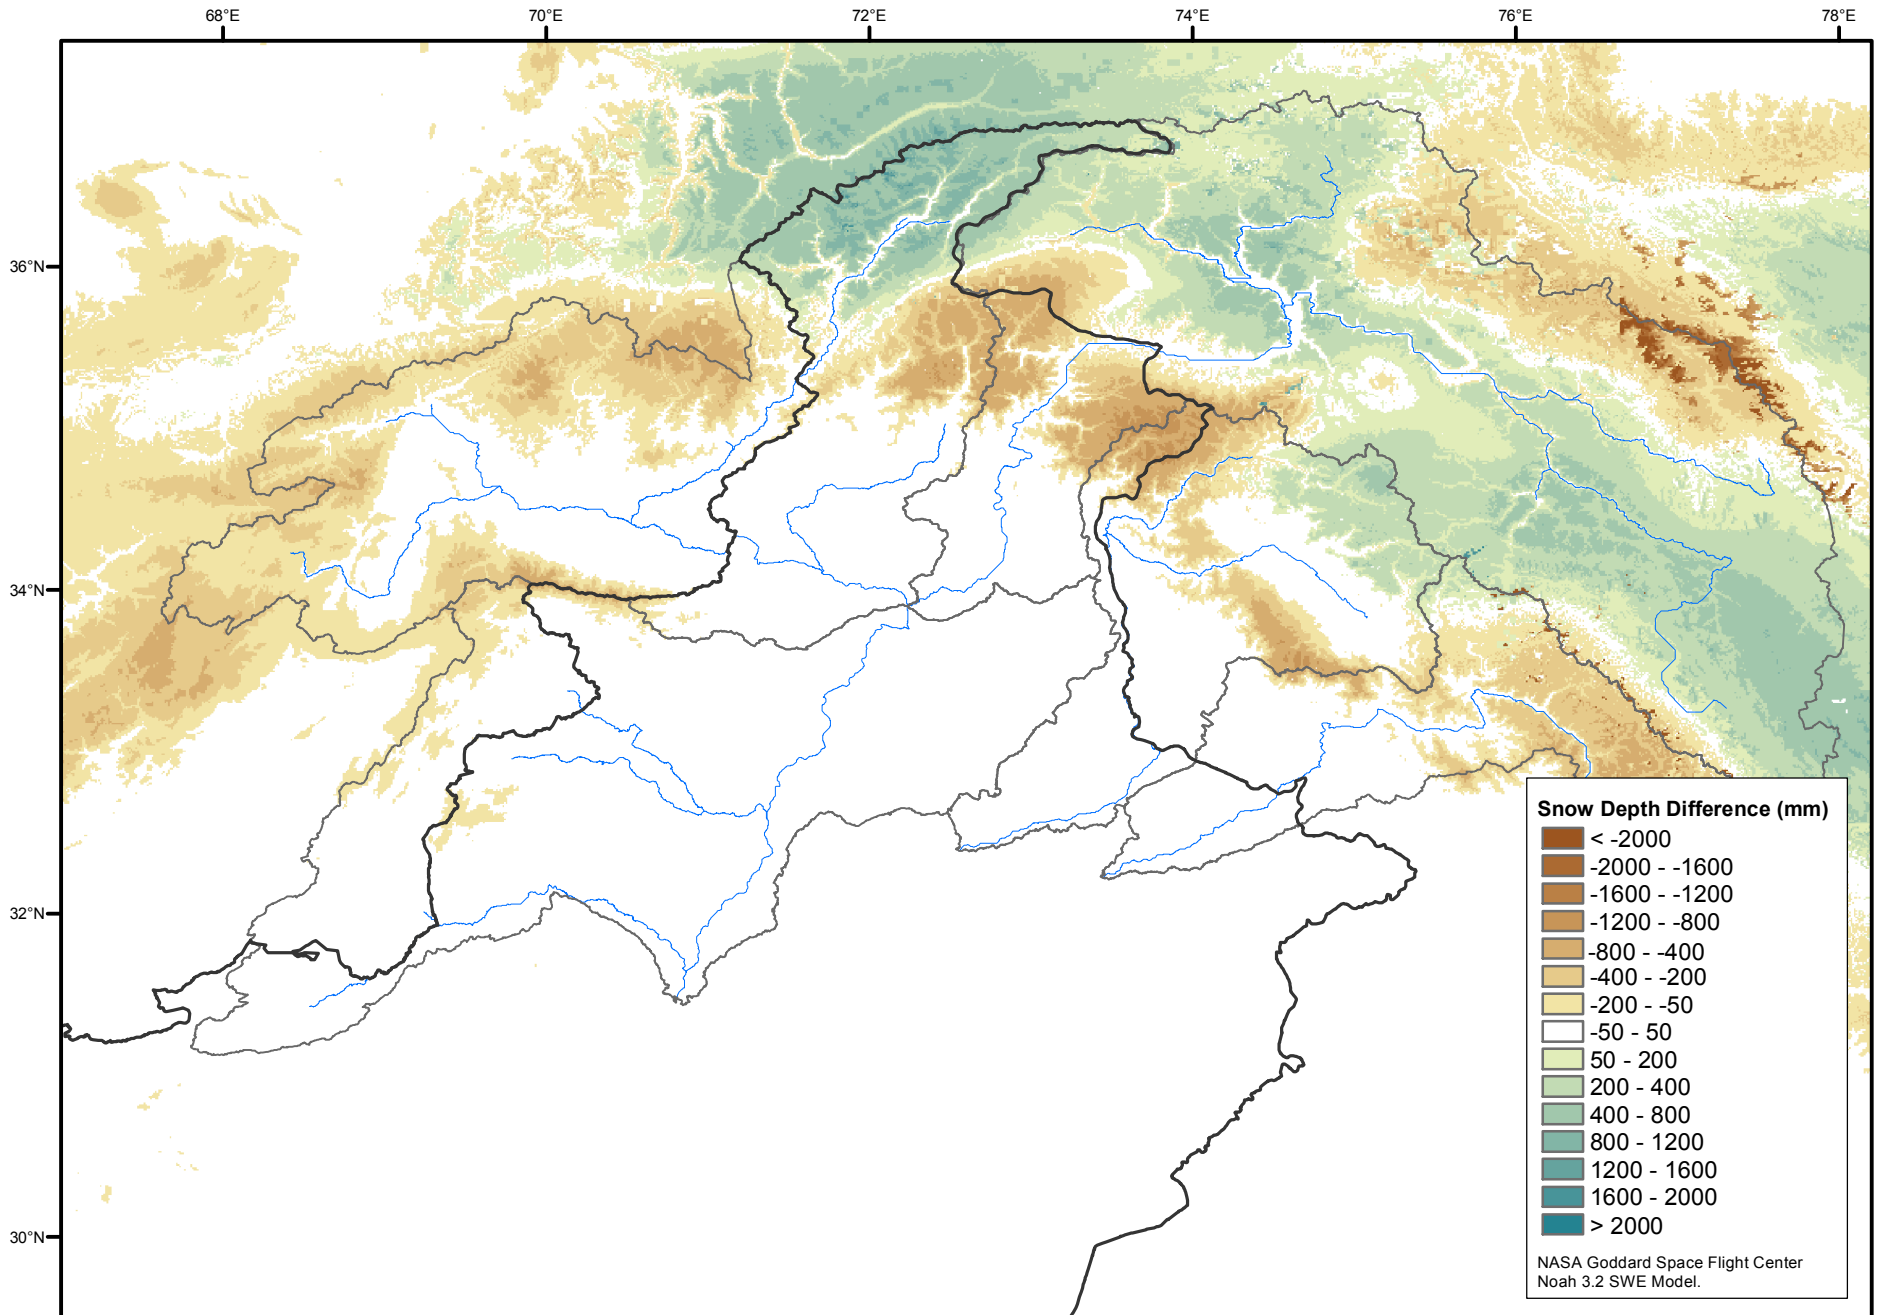 68°E 70°E 72°E 74°E 76°E 78°E
36°N
34°N
32°N
30°N
Snow Depth Difference (mm)
< -2000
-2000 - -1600
-1600 - -1200
-1200 - -800
-800 - -400
-400 - -200
-200 - -50
-50 - 50
50 - 200
200 - 400
400 - 800
800 - 1200
1200 - 1600
1600 - 2000
> 2000
NASA Goddard Space Flight Center
Noah 3.2 SWE Model.